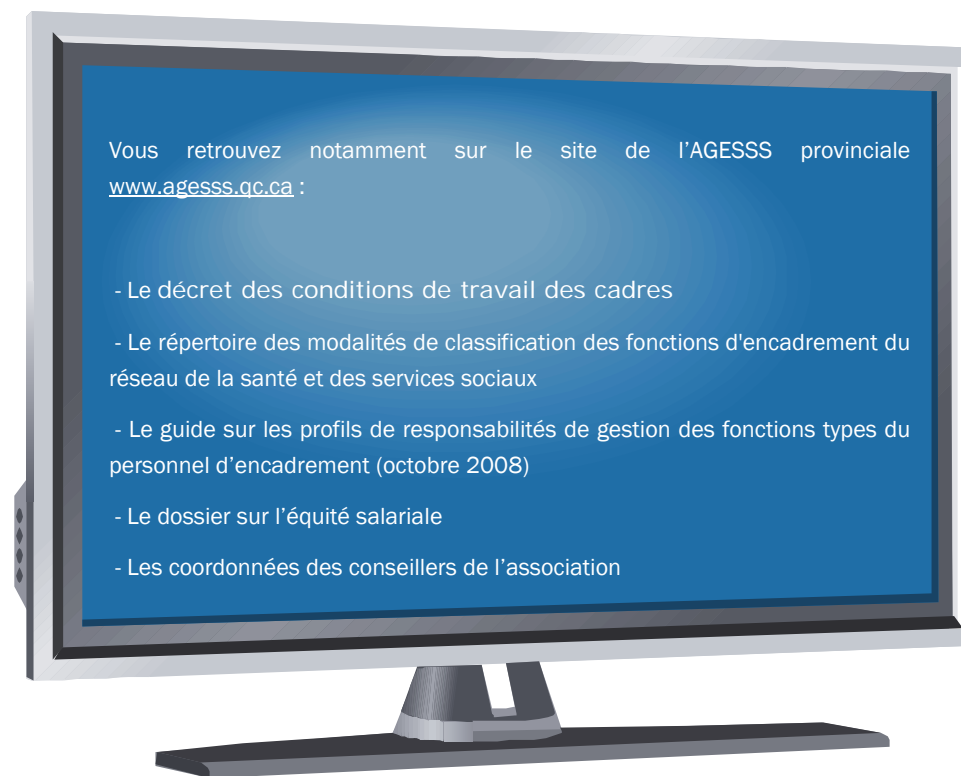 Vous retrouvez notamment sur le site de l’AGESSS provinciale
www.agesss.qc.ca :
- Le décret des conditions de travail des cadres
- Le répertoire des modalités de classification des fonctions d'encadrement du
réseau de la santé et des services sociaux
- Le guide sur les profils de responsabilités de gestion des fonctions types du
personnel d’encadrement (octobre 2008)
- Le dossier sur l’équité salariale
- Les coordonnées des conseillers de l’association